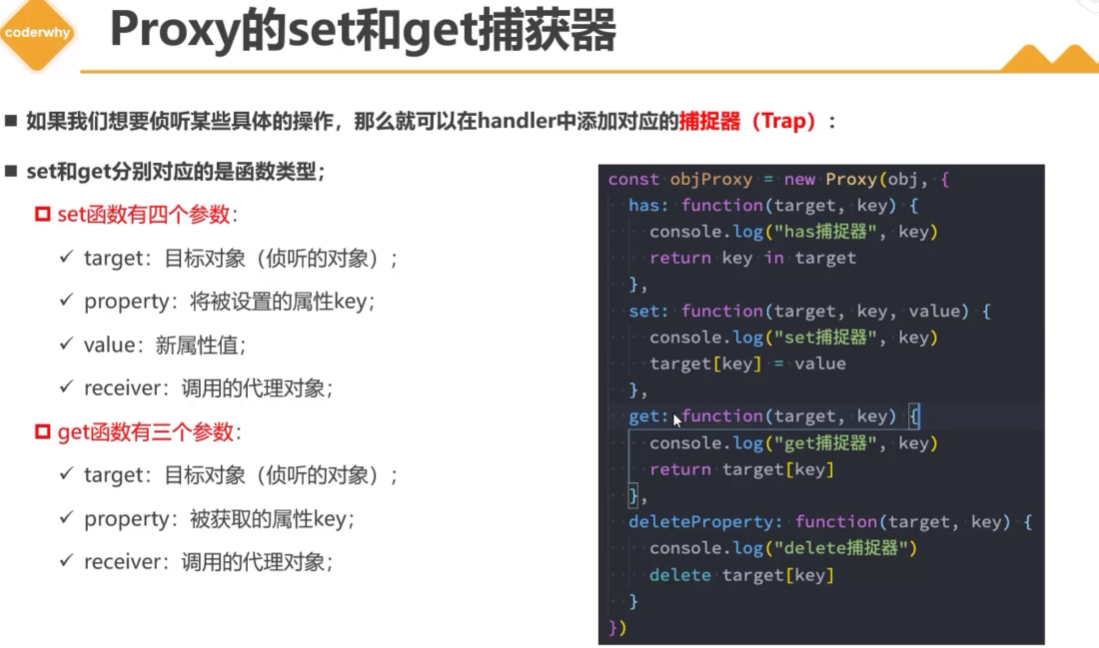 coderwhy
Proxy的set和get捕获器
■ 如果我们想要侦听某些具体的操作，那么就可以在handler中添加对应的捕捉器（Trap）：
■ set和get分别对应的是函数类型；
set函数有四个参数：
✓ target：目标对象（侦听的对象）；
✓ property：将被设置的属性key；
✓ value：新属性值；
✓ receiver：调用的代理对象；
get函数有三个参数：
✓ target：目标对象（侦听的对象）；
✓ property：被获取的属性key；
✓ receiver：调用的代理对象；
const objProxy = new Proxy(obj, {
has: function(target, key) {
console.log("has捕捉器", key)
return key in target
},
set: function(target, key, value) {
console.log("set捕捉器", key)
target[key] = value
},
get: function(target, key) {
console.log("get捕捉器", key)
return target[key]
},
deleteProperty: function(target, key) {
console.log("delete捕捉器")
delete target[key]
}
})